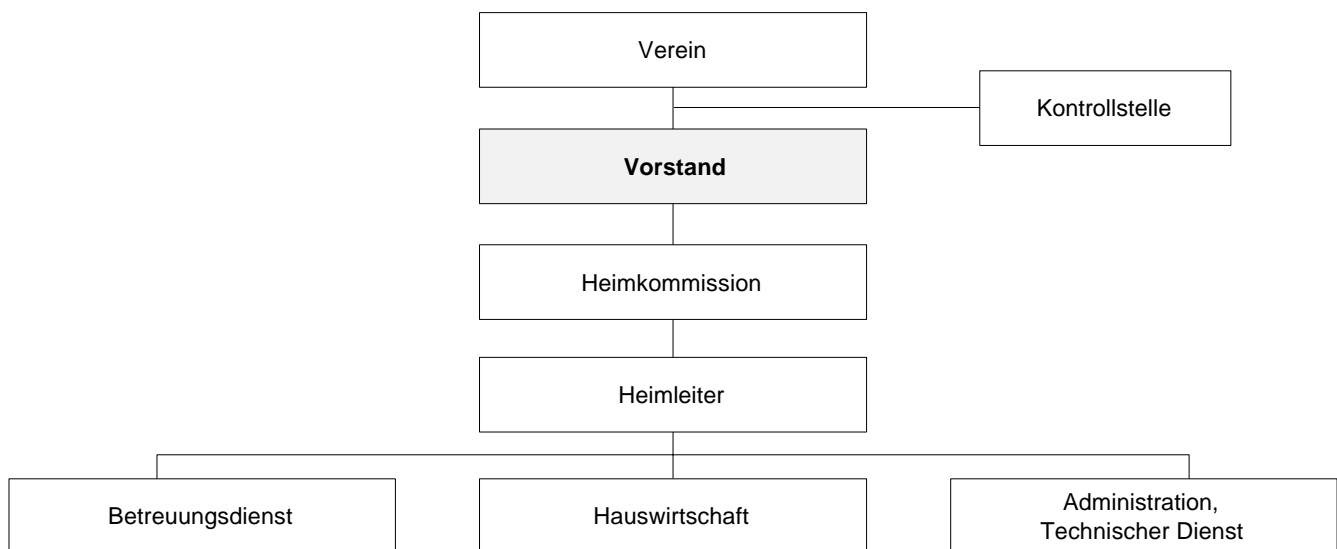 Verein
Kontrollstelle
Vorstand
Heimkommission
Heimleiter
Betreuungsdienst
Hauswirtschaft
Administration,
Technischer Dienst